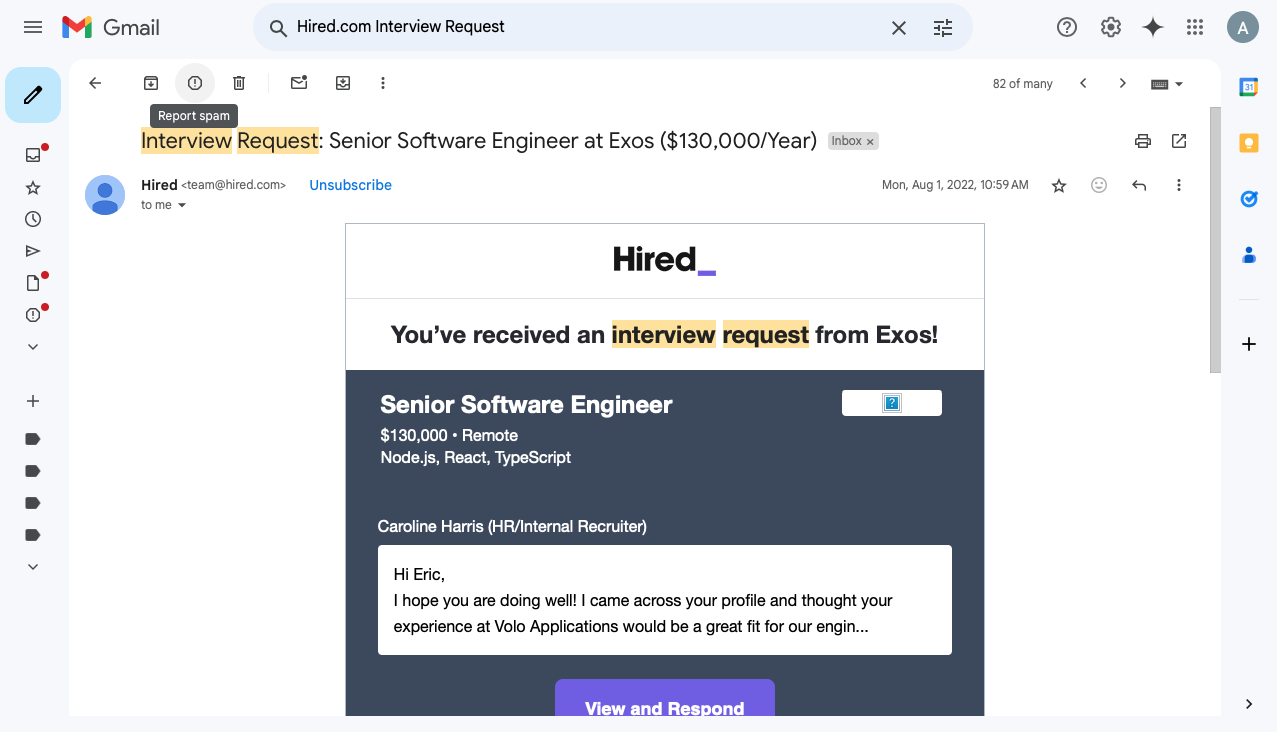 Gmail
Hired.com Interview Request
82 of many
Report spam
Interview Request: Senior Software Engineer at Exos ($130,000/Year)
Inbox ×
Hired <team@hired.com> Unsubscribe
Mon, Aug 1, 2022, 10:59 AM
to me
Hired_
You’ve received an interview request from Exos!
Senior Software Engineer
$130,000 • Remote
Node.js, React, TypeScript
Caroline Harris (HR/Internal Recruiter)
Hi Eric,
I hope you are doing well! I came across your profile and thought your
experience at Volo Applications would be a great fit for our engin...
View and Respond
A
31